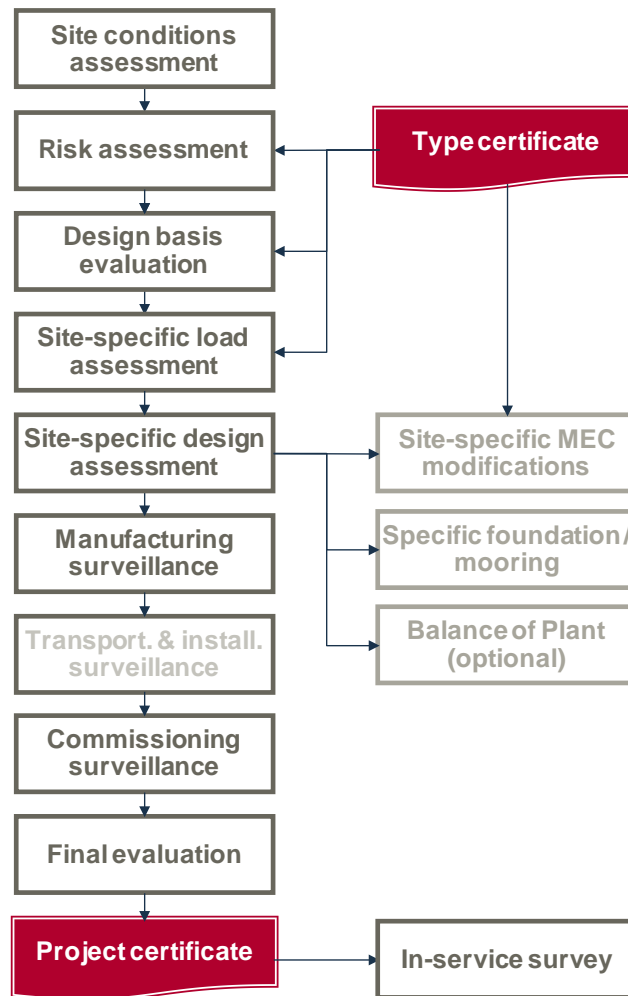 Site conditions
assessment
Risk assessment
Type certificate
Design basis
evaluation
Site-specific load
assessment
Site-specific design
assessment
Site-specific MEC
modifications
Manufacturing
surveillance
Specific foundation/
mooring
Transport. & install.
surveillance
Balance of Plant
(optional)
Commissioning
surveillance
Final evaluation
Project certificate
In-service survey